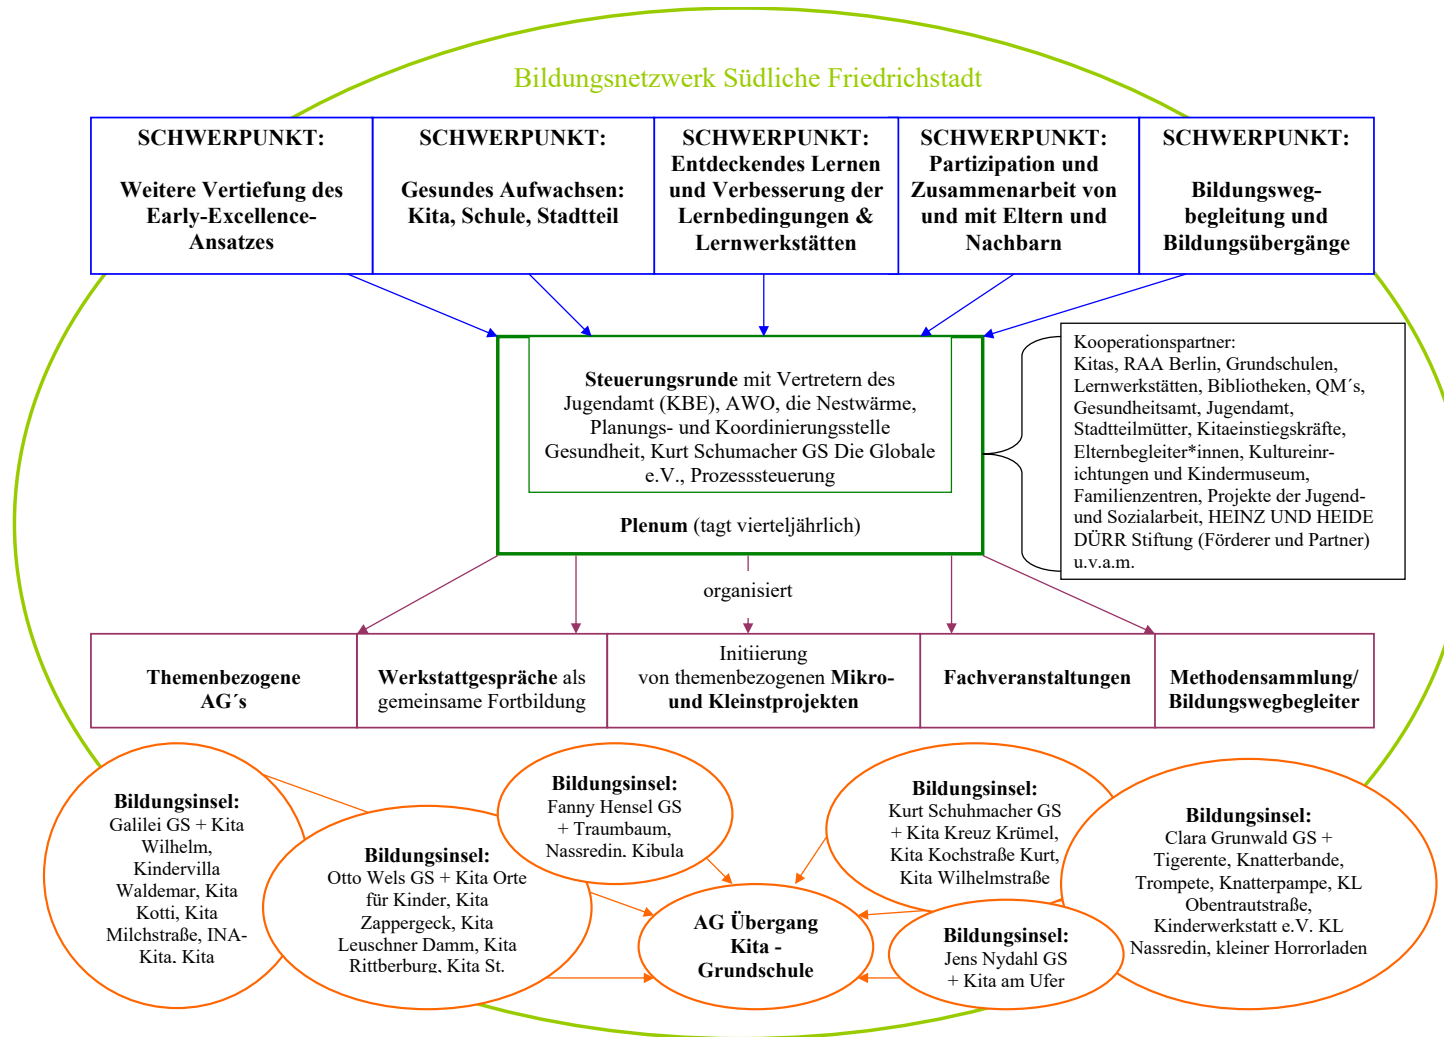 Bildungsnetzwerk Südliche Friedrichstadt
SCHWERPUNKT:
Weitere Vertiefung des
Early-Excellence-
Ansatzes
SCHWERPUNKT:
Gesundes Aufwachsen:
Kita, Schule, Stadtteil
SCHWERPUNKT:
Entdeckendes Lernen
und Verbesserung der
Lernbedingungen &
Lernwerkstätten
SCHWERPUNKT:
Partizipation und
Zusammenarbeit von
und mit Eltern und
Nachbarn
SCHWERPUNKT:
Bildungsweg-
begleitung und
Bildungsübergänge
Steuerungsrunde mit Vertretern des
Jugendamt (KBE), AWO, die Nestwärme,
Planungs- und Koordinierungsstelle
Gesundheit, Kurt Schumacher GS Die Globale
e.V., Prozesssteuerung
Plenum (tagt vierteljährlich)
Kooperationspartner:
Kitas, RAA Berlin, Grundschulen,
Lernwerkstätten, Bibliotheken, QM´s,
Gesundheitsamt, Jugendamt,
Stadtteilmütter, Kitaeinstiegskräfte,
Elternbegleiter*innen, Kultureinr-
ichtungen und Kindermuseum,
Familienzentren, Projekte der Jugend-
und Sozialarbeit, HEINZ UND HEIDE
DÜRR Stiftung (Förderer und Partner)
u.v.a.m.
organisiert
Themenbezogene
AG´s
Werkstattgespräche als
gemeinsame Fortbildung
Initiierung
von themenbezogenen Mikro-
und Kleinstprojekten
Fachveranstaltungen
Methodensammlung/
Bildungswegbegleiter
Bildungsinsel:
Galilei GS + Kita
Wilhelm,
Kindervilla
Waldemar, Kita
Kotti, Kita
Milchstraße, INA-
Kita, Kita
Bildungsinsel:
Otto Wels GS + Kita Orte
für Kinder, Kita
Zappergeck, Kita
Leuschner Damm, Kita
Rittberburg, Kita St.
Bildungsinsel:
Fanny Hensel GS
+ Traumbaum,
Nassredin, Kibula
AG Übergang
Kita -
Grundschule
Bildungsinsel:
Kurt Schuhmacher GS
+ Kita Kreuz Krümel,
Kita Kochstraße Kurt,
Kita Wilhelmstraße
Bildungsinsel:
Jens Nydahl GS
+ Kita am Ufer
Bildungsinsel:
Clara Grunwald GS +
Tigerente, Knatterbande,
Trompete, Knatterpampe, KL
Obentrautstraße,
Kinderwerkstatt e.V. KL
Nassredin, kleiner Horrorladen